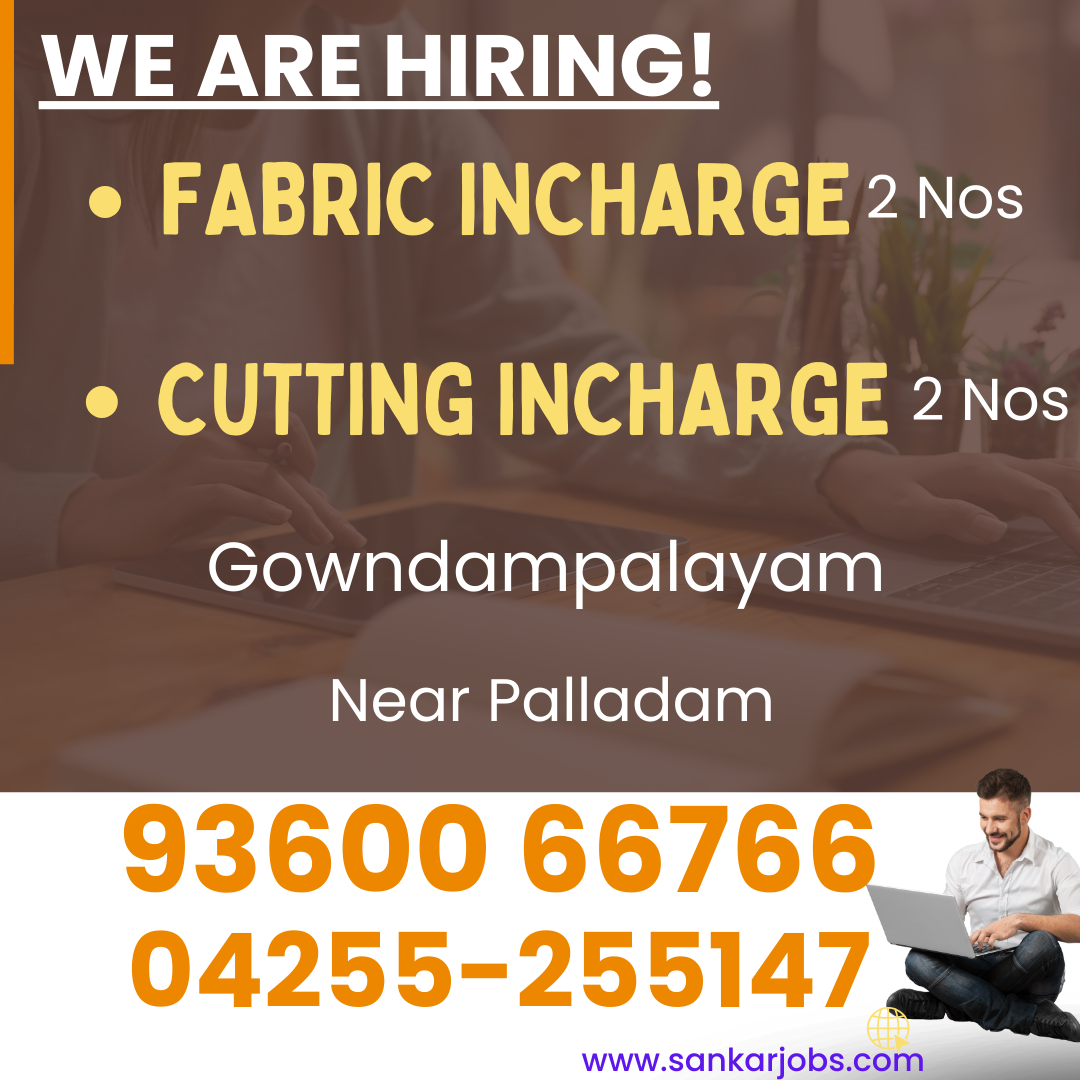 WE ARE HIRING!
• FABRIC INCHARGE 2 Nos
• CUTTING INCHARGE 2 Nos
Gowndampalayam
Near Palladam
93600 66766
04255-255147
www.sankarjobs.com